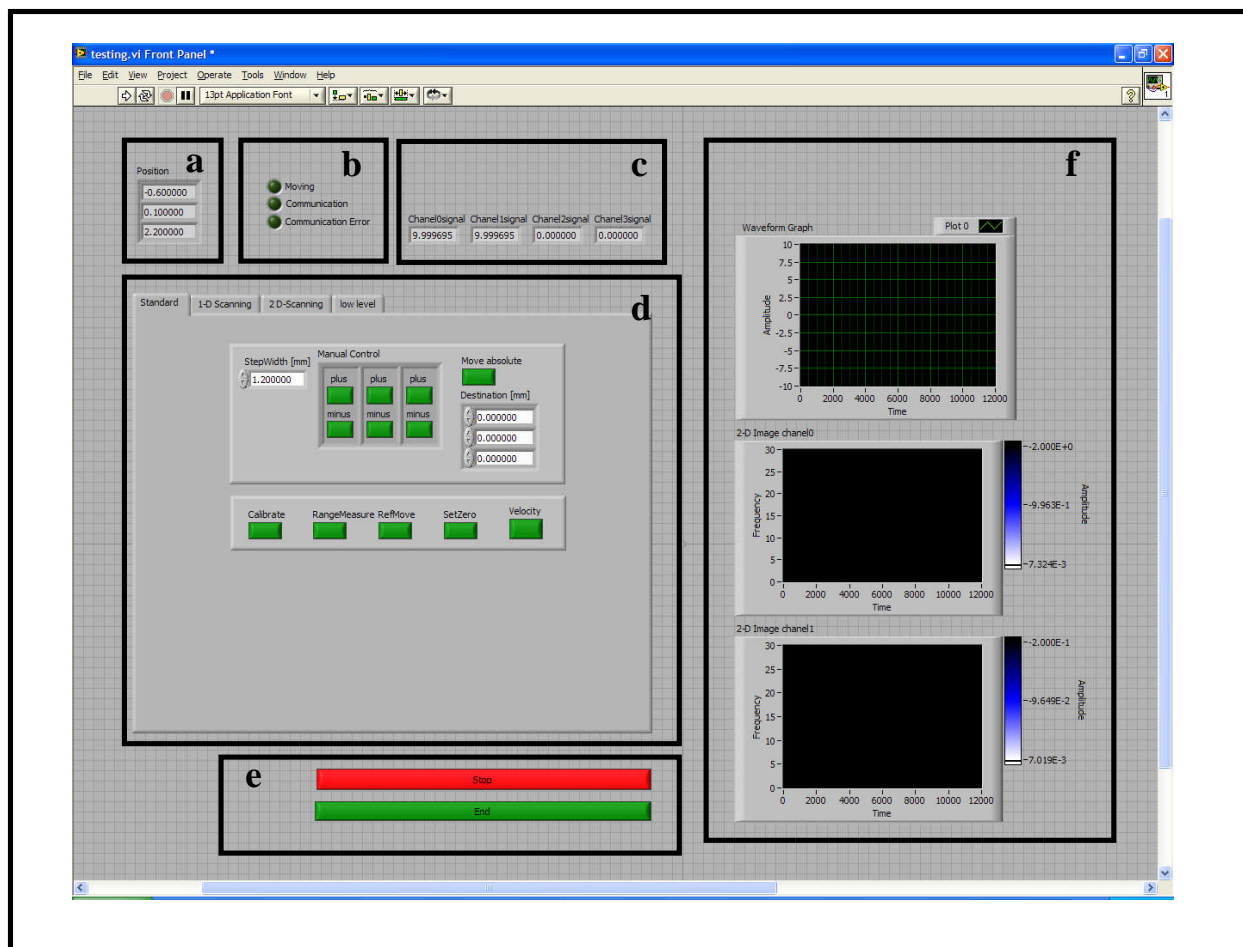 testing.vi Front Panel *
File Edit View Project Operate Tools Window Help
13pt Application Font
1
a
Position
-0.600000
0.100000
2.200000
b
Moving
Communication
Communication Error
c
Chanel0signal Chanel1signal Chanel2signal Chanel3signal
9.999695 9.999695 0.000000 0.000000
d
Standard 1-D Scanning 2 D-Scanning low level
StepWidth [mm]
1.200000
Manual Control
plus plus plus
minus minus minus
Move absolute
Destination [mm]
0.000000
0.000000
0.000000
Calibrate RangeMeasure RefMove SetZero Velocity
e
Stop
End
f
Waveform Graph
Plot 0
10
7.5
5
2.5
0
-2.5
-5
-7.5
-10
Amplitude
0 2000 4000 6000 8000 10000 12000
Time
2-D Image chanel0
30
25
20
15
10
5
0
Frequency
0 2000 4000 6000 8000 10000 12000
Time
-2.000E+0
-9.963E-1
-7.324E-3
Amplitude
2-D Image chanel1
30
25
20
15
10
5
0
Frequency
0 2000 4000 6000 8000 10000 12000
Time
-2.000E-1
-9.649E-2
-7.019E-3
Amplitude